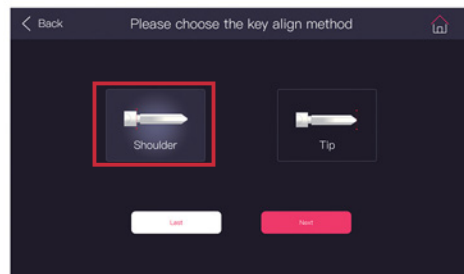 Back
Please choose the key align method
Shoulder
Tip
Last
Next